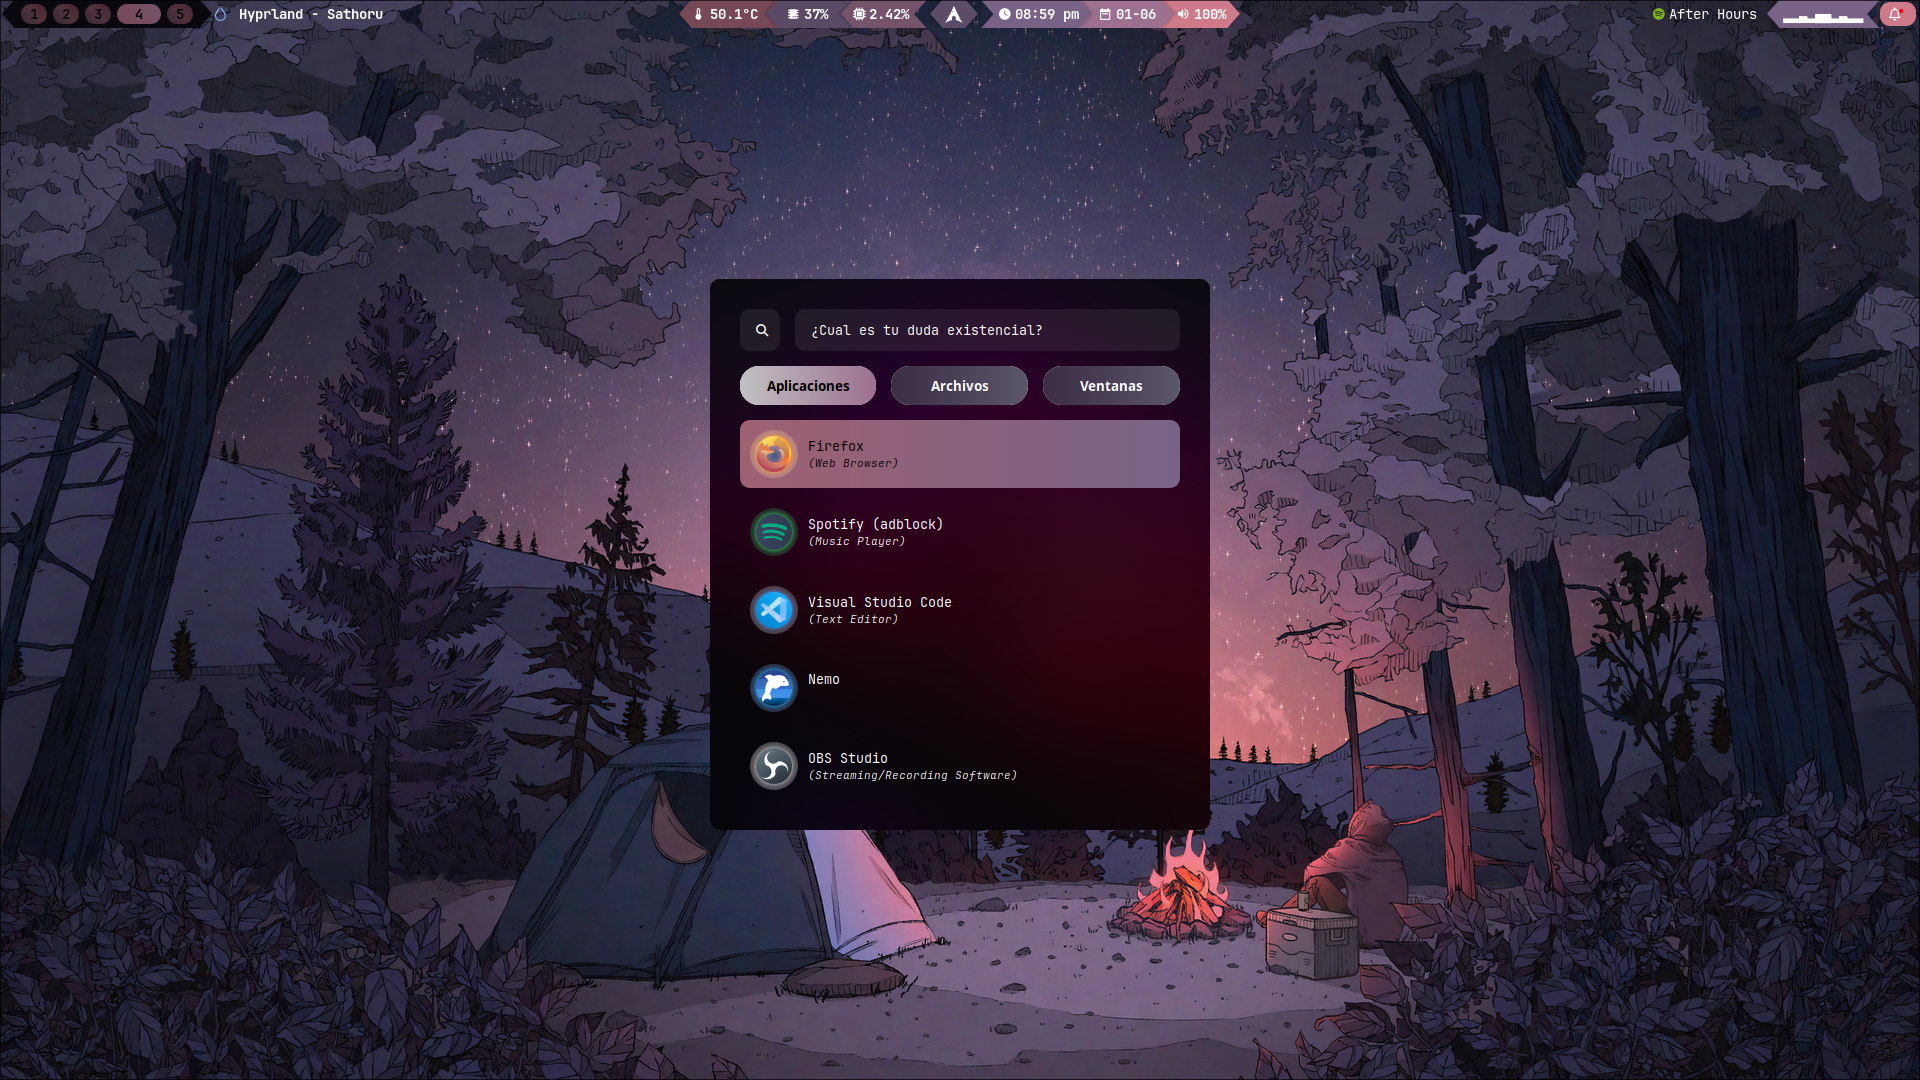 1 2 3 4 5 Hyprland - Sathoru 50.1°C 37% 2.42% 08:59 pm 01-06 100% After Hours
¿Cual es tu duda existencial?
Aplicaciones Archivos Ventanas
Firefox
(Web Browser)
Spotify (adblock)
(Music Player)
Visual Studio Code
(Text Editor)
Nemo
OBS Studio
(Streaming/Recording Software)